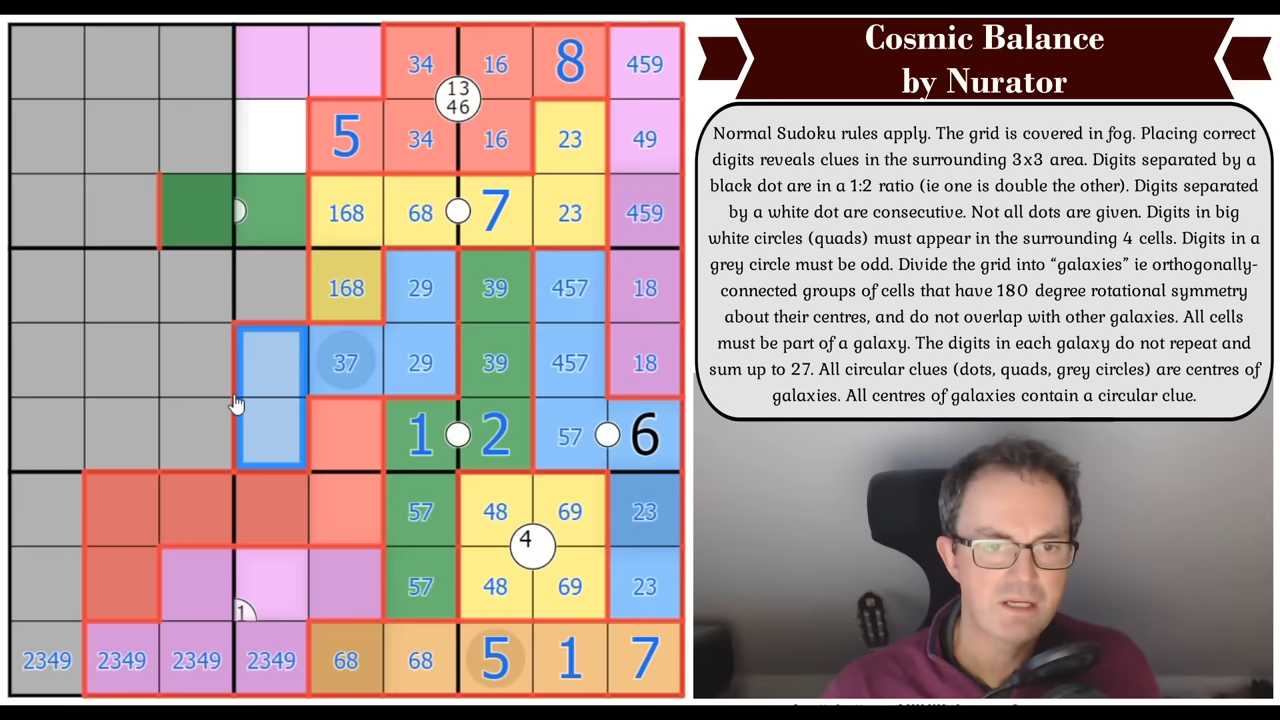 Cosmic Balance
by Nurator
Normal Sudoku rules apply. The grid is covered in fog. Placing correct
digits reveals clues in the surrounding 3x3 area. Digits separated by a
black dot are in a 1:2 ratio (ie one is double the other). Digits separated
by a white dot are consecutive. Not all dots are given. Digits in big
white circles (quads) must appear in the surrounding 4 cells. Digits in a
grey circle must be odd. Divide the grid into “galaxies” ie orthogonally-
connected groups of cells that have 180 degree rotational symmetry
about their centres, and do not overlap with other galaxies. All cells
must be part of a galaxy. The digits in each galaxy do not repeat and
sum up to 27. All circular clues (dots, quads, grey circles) are centres of
galaxies. All centres of galaxies contain a circular clue.
34 16 8 459
13
46
5 34 16 23 49
168 68 7 23 459
168 29 39 457 18
37 29 39 457 18
1 2 57 6
57 48 69 23
4
57 48 69 23
1
2349 2349 2349 2349 68 68 5 1 7